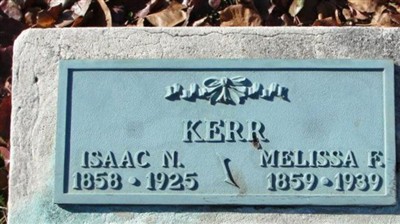 KERR
ISAAC N. MELISSA F.
1858 · 1925 1859 · 1939